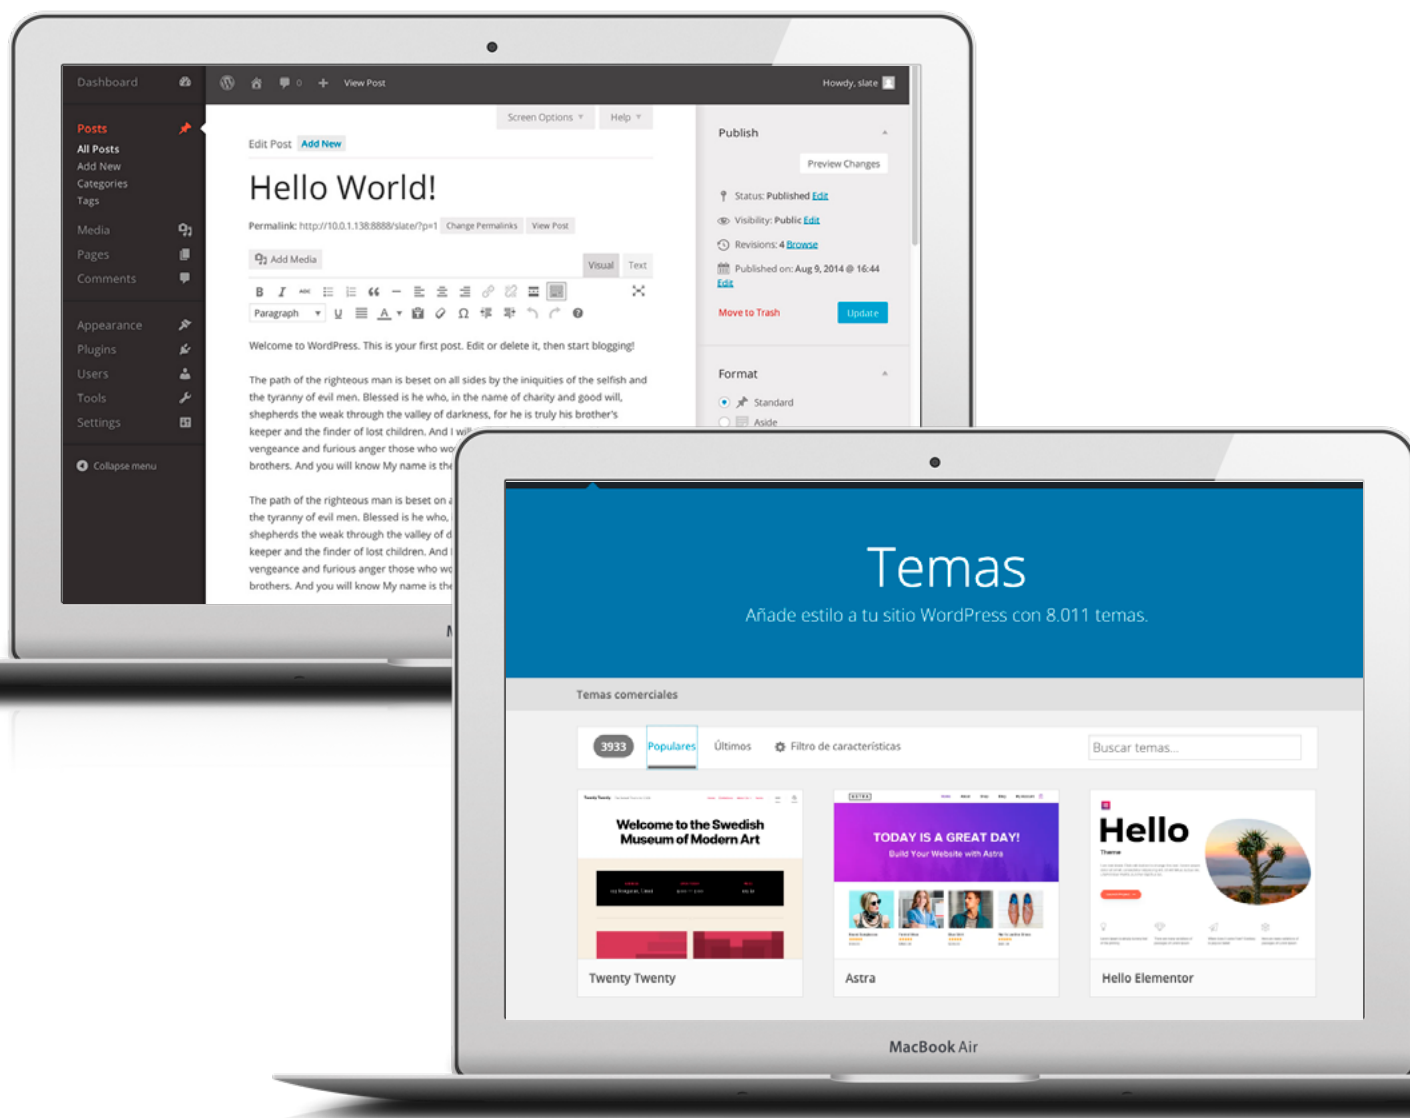 Dashboard
0
View Post
Howdy, slate
Posts
All Posts
Add New
Categories
Tags
Media
Pages
Comments
Appearance
Plugins
Users
Tools
Settings
Collapse menu
Screen Options
Help
Edit Post Add New
Hello World!
Permalink: http://10.0.1.138:8888/slate/?p=1 Change Permalinks View Post
Add Media
Visual Text
B I ABC
Paragraph U A Ω
Welcome to WordPress. This is your first post. Edit or delete it, then start blogging!
The path of the righteous man is beset on all sides by the iniquities of the selfish and
the tyranny of evil men. Blessed is he who, in the name of charity and good will,
shepherds the weak through the valley of darkness, for he is truly his brother's
keeper and the finder of lost children. And I will
vengeance and furious anger those who
brothers. And you will know My name is the
The path of the righteous man is beset on
the tyranny of evil men. Blessed is he who,
shepherds the weak through the valley of
keeper and the finder of lost children. And
vengeance and furious anger those who
brothers. And you will know My name is the
Publish
Preview Changes
Status: Published Edit
Visibility: Public Edit
Revisions: 4 Browse
Published on: Aug 9, 2014 @ 16:44
Edit
Move to Trash
Update
Format
Standard
Aside
Temas
Añade estilo a tu sitio WordPress con 8.011 temas.
Temas comerciales
3933 Populares Últimos Filtro de características
Buscar temas...
Twenty Twenty
Welcome to the Swedish
Museum of Modern Art
Twenty Twenty
ASTRA
TODAY IS A GREAT DAY!
Build Your Website with Astra
Astra
Hello
Theme
Hello Elementor
MacBook Air